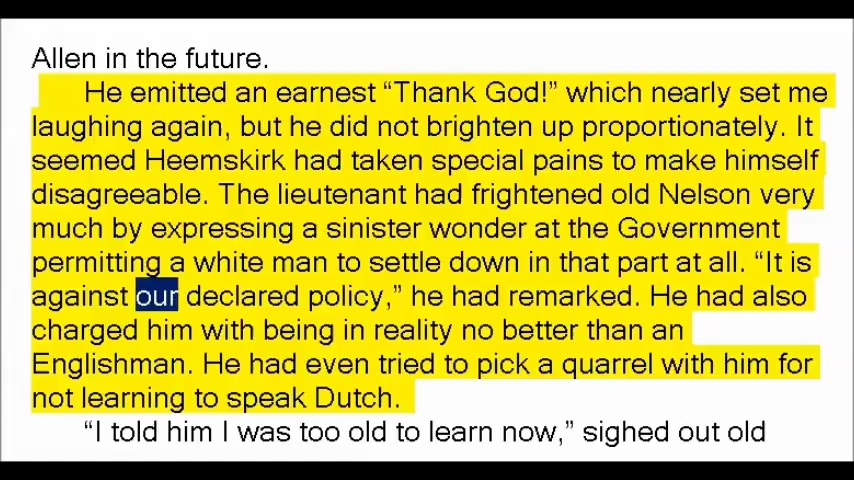 Allen in the future.
He emitted an earnest “Thank God!” which nearly set me
laughing again, but he did not brighten up proportionately. It
seemed Heemskirk had taken special pains to make himself
disagreeable. The lieutenant had frightened old Nelson very
much by expressing a sinister wonder at the Government
permitting a white man to settle down in that part at all. “It is
against our declared policy,” he had remarked. He had also
charged him with being in reality no better than an
Englishman. He had even tried to pick a quarrel with him for
not learning to speak Dutch.
“I told him I was too old to learn now,” sighed out old